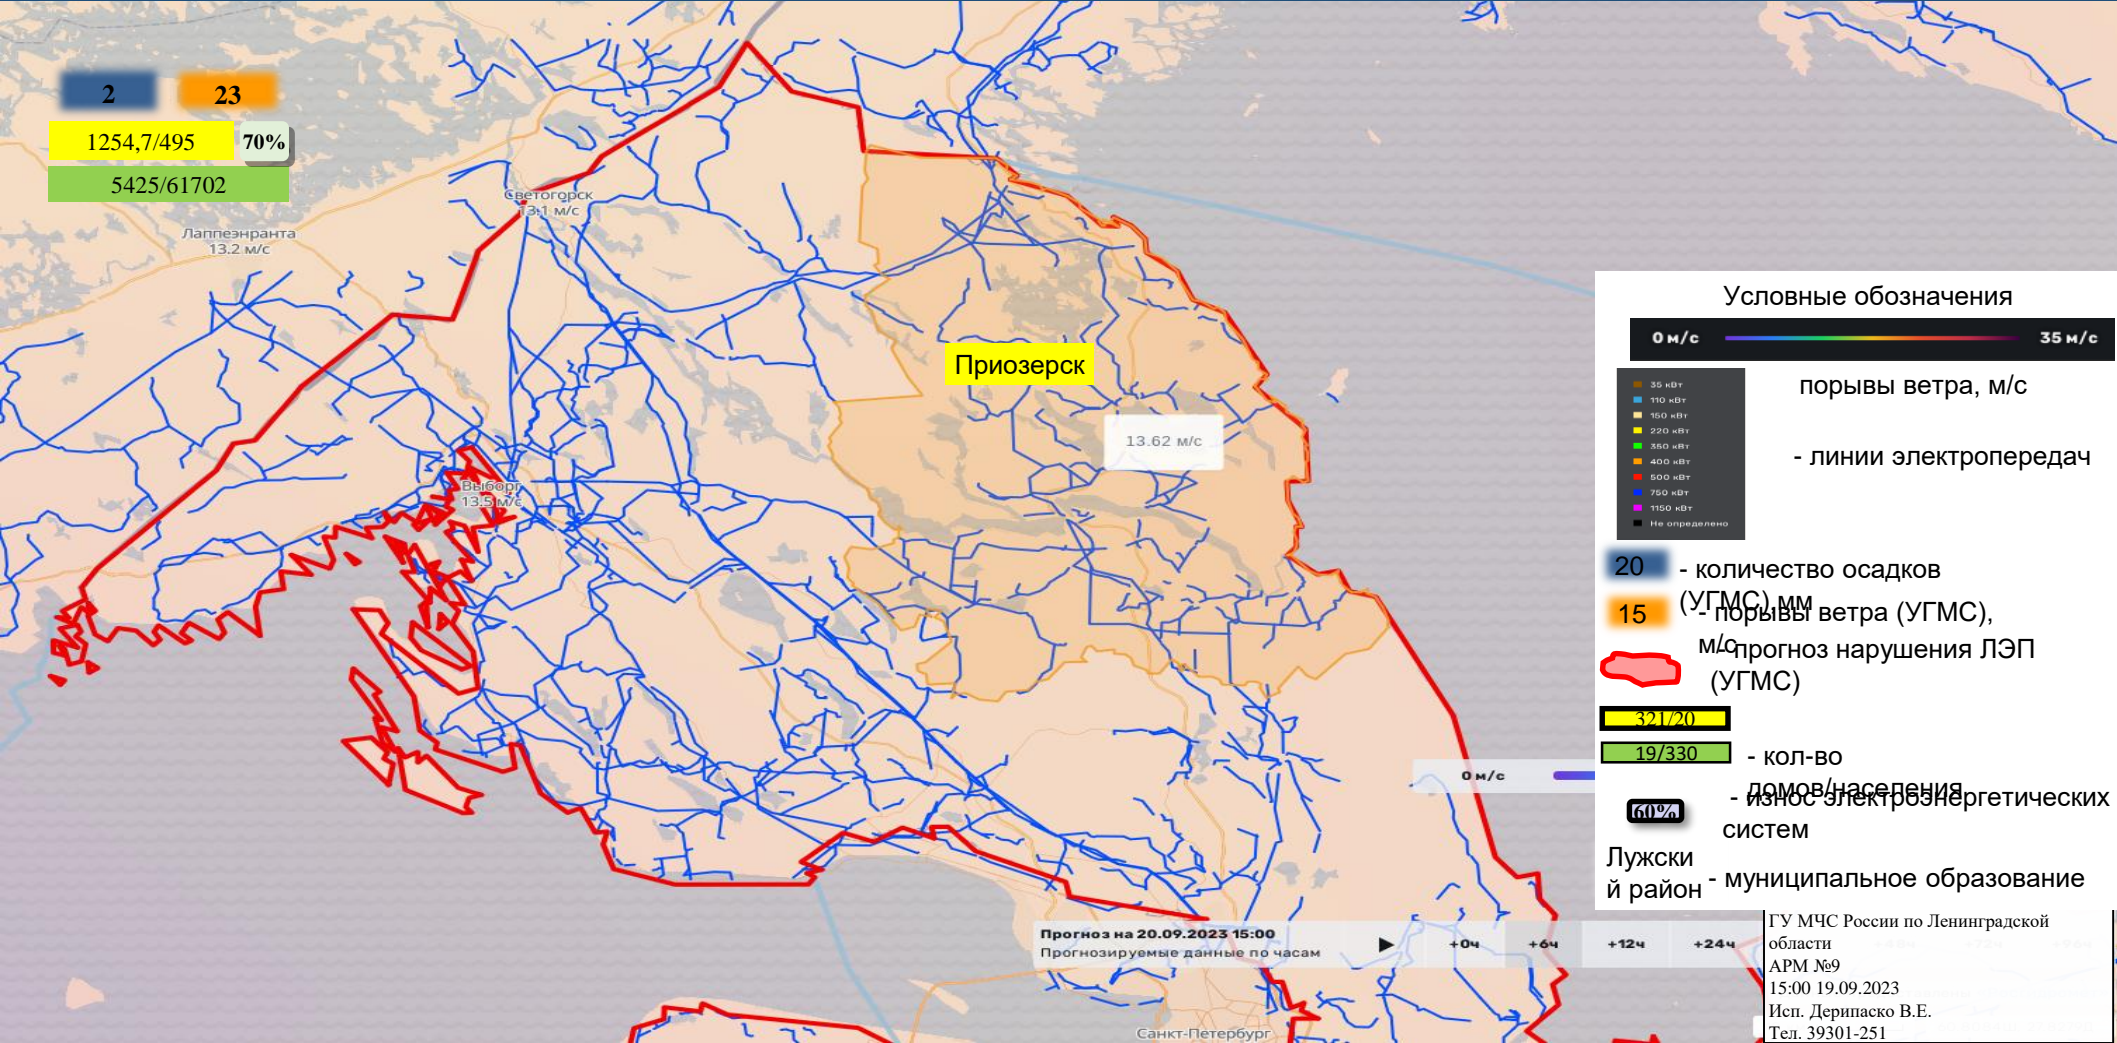 2
23
1254,7/495
70%
5425/61702
Светогорск
13.1 м/с
Лаппеэнранта
13.2 м/с
Приозерск
13.62 м/с
Выборг
13.5 м/с
Условные обозначения
0 м/с
35 м/с
порывы ветра, м/с
35 кВт
110 кВт
150 кВт
220 кВт
350 кВт
400 кВт
500 кВт
750 кВт
1150 кВт
Не определено
- линии электропередач
20
- количество осадков
(УГМС),мм
15
- порывы ветра (УГМС),
м/с
- прогноз нарушения ЛЭП
(УГМС)
321/20
19/330
- кол-во
домов/населения
60%
- износ электроэнергетических
систем
Лужски
й район
- муниципальное образование
0 м/с
Прогноз на 20.09.2023 15:00
Прогнозируемые данные по часам
+0ч
+6ч
+12ч
+24ч
ГУ МЧС России по Ленинградской
области
АРМ №9
15:00 19.09.2023
Исп. Дерипаско В.Е.
Тел. 39301-251
Санкт-Петербург